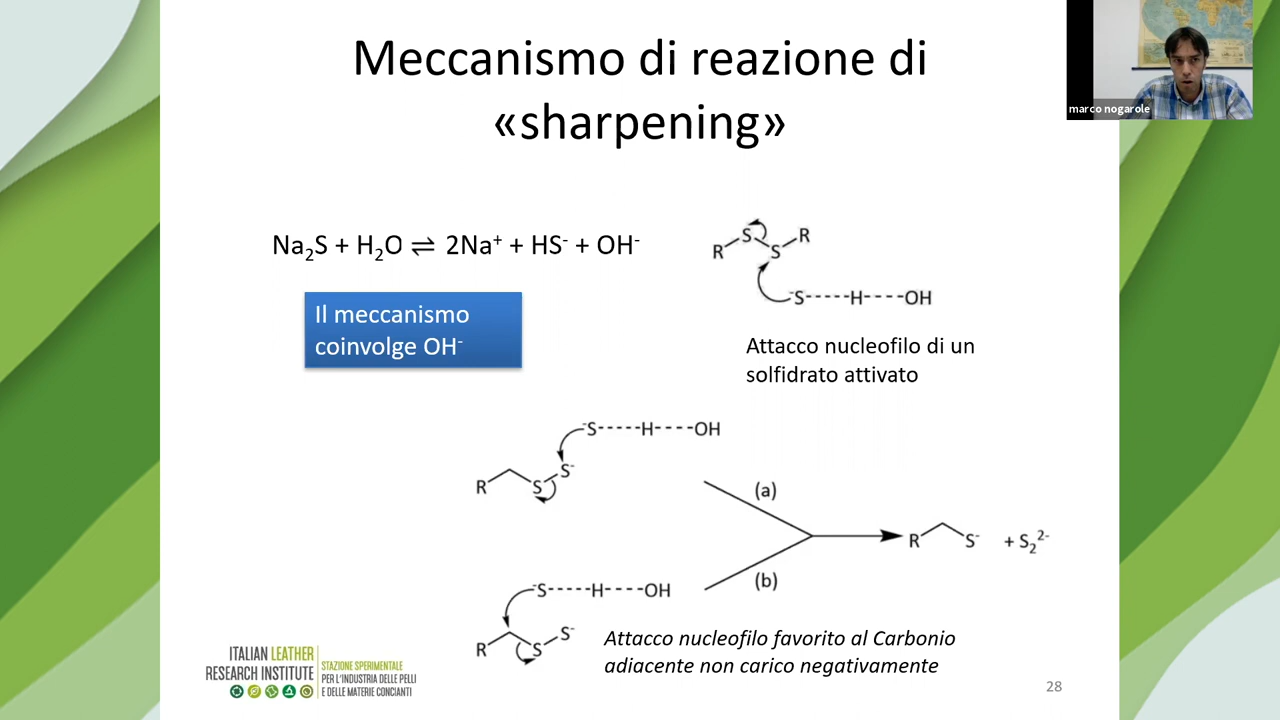 Meccanismo di reazione di
«sharpening»
marco nogarole
Na₂S + H₂O ⇌ 2Na⁺ + HS⁻ + OH⁻
Il meccanismo
coinvolge OH⁻
R S S R
⁻S-----H----OH
Attacco nucleofilo di un
solfidrato attivato
⁻S-----H----OH
R S S⁻
(a)
R S⁻ + S₂²⁻
(b)
⁻S-----H----OH
R S S⁻
Attacco nucleofilo favorito al Carbonio
adiacente non carico negativamente
ITALIAN LEATHER
RESEARCH INSTITUTE
STAZIONE SPERIMENTALE
PER L'INDUSTRIA DELLE PELLI
E DELLE MATERIE CONCIANTI
28